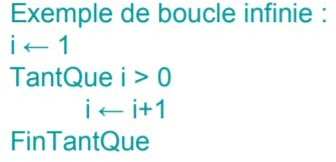 Exemple de boucle infinie :
i ← 1
TantQue i > 0
i ← i+1
FinTantQue